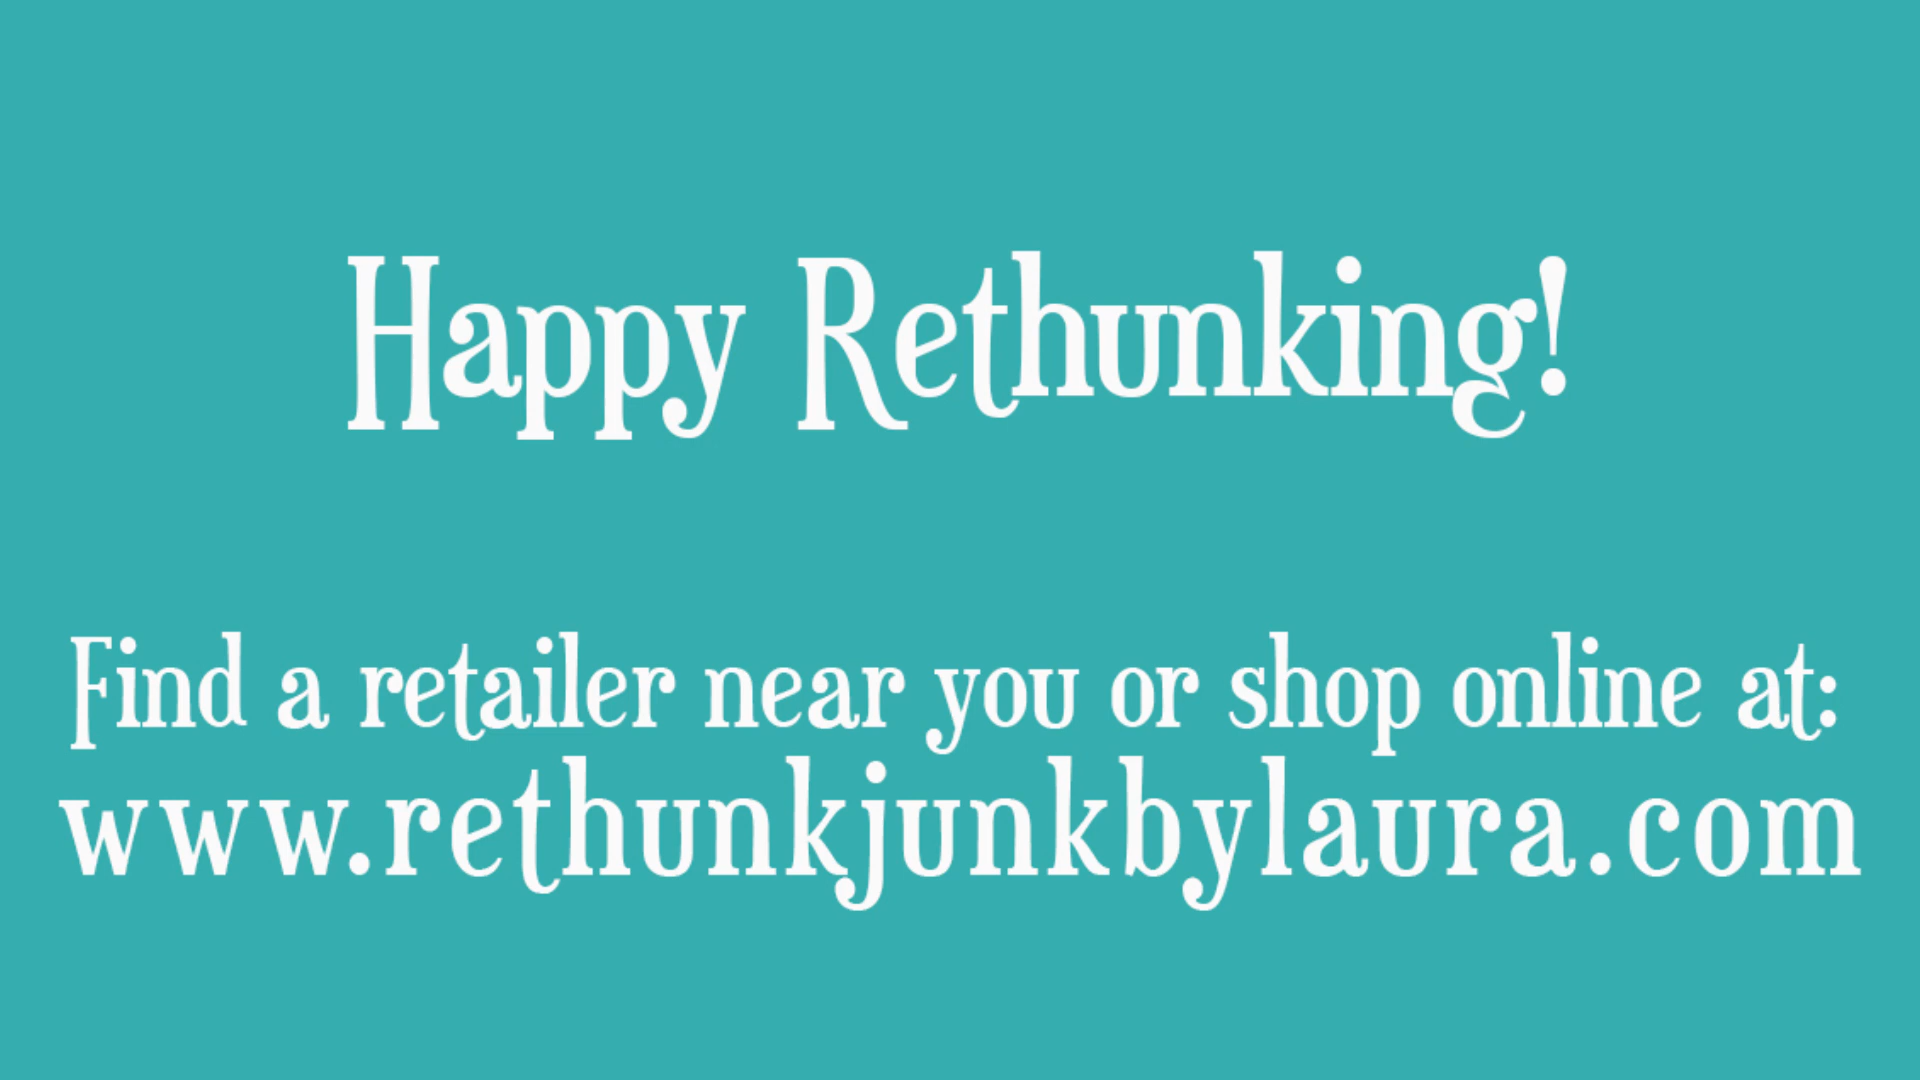 Happy Rethunking!
Find a retailer near you or shop online at:
www.rethunkjunkbylaura.com